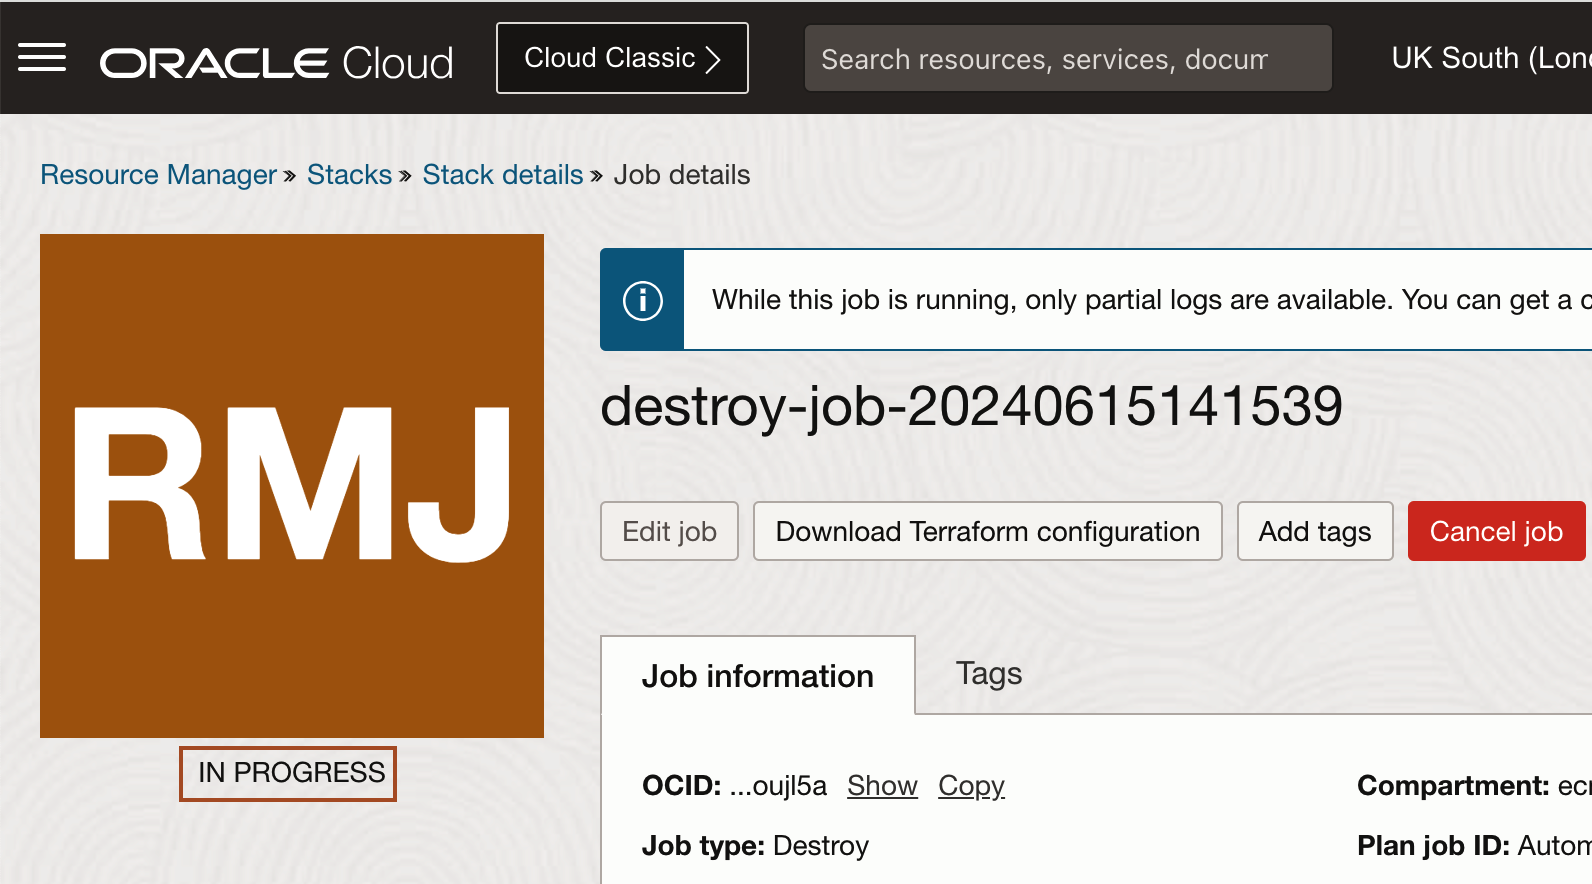 ORACLE Cloud
Cloud Classic
Search resources, services, docum
UK South (Lon
Resource Manager » Stacks » Stack details » Job details
RMJ
IN PROGRESS
While this job is running, only partial logs are available. You can get a
destroy-job-20240615141539
Edit job
Download Terraform configuration
Add tags
Cancel job
Job information
Tags
OCID: ...oujl5a Show Copy
Compartment:
Job type: Destroy
Plan job ID: Autom